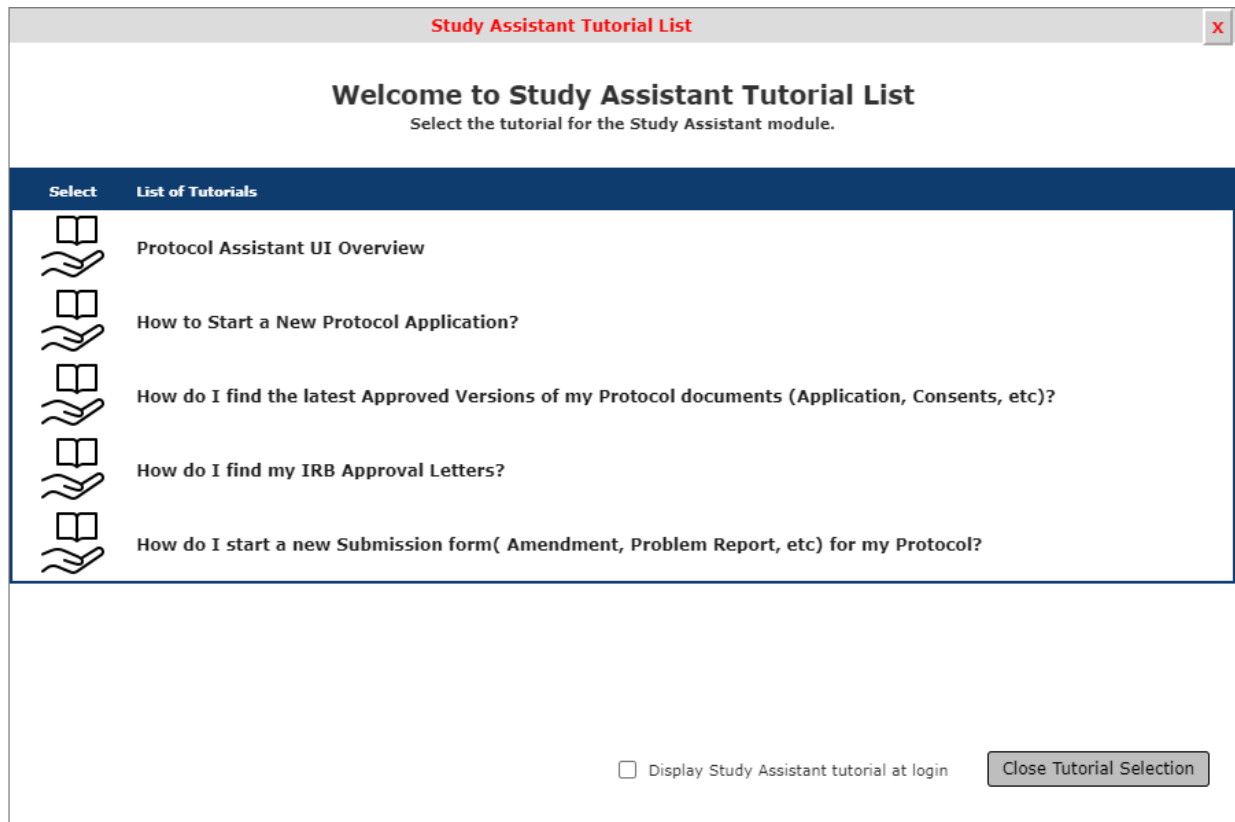 Study Assistant Tutorial List
X
Welcome to Study Assistant Tutorial List
Select the tutorial for the Study Assistant module.
Select List of Tutorials
Protocol Assistant UI Overview
How to Start a New Protocol Application?
How do I find the latest Approved Versions of my Protocol documents (Application, Consents, etc)?
How do I find my IRB Approval Letters?
How do I start a new Submission form( Amendment, Problem Report, etc) for my Protocol?
Display Study Assistant tutorial at login
Close Tutorial Selection